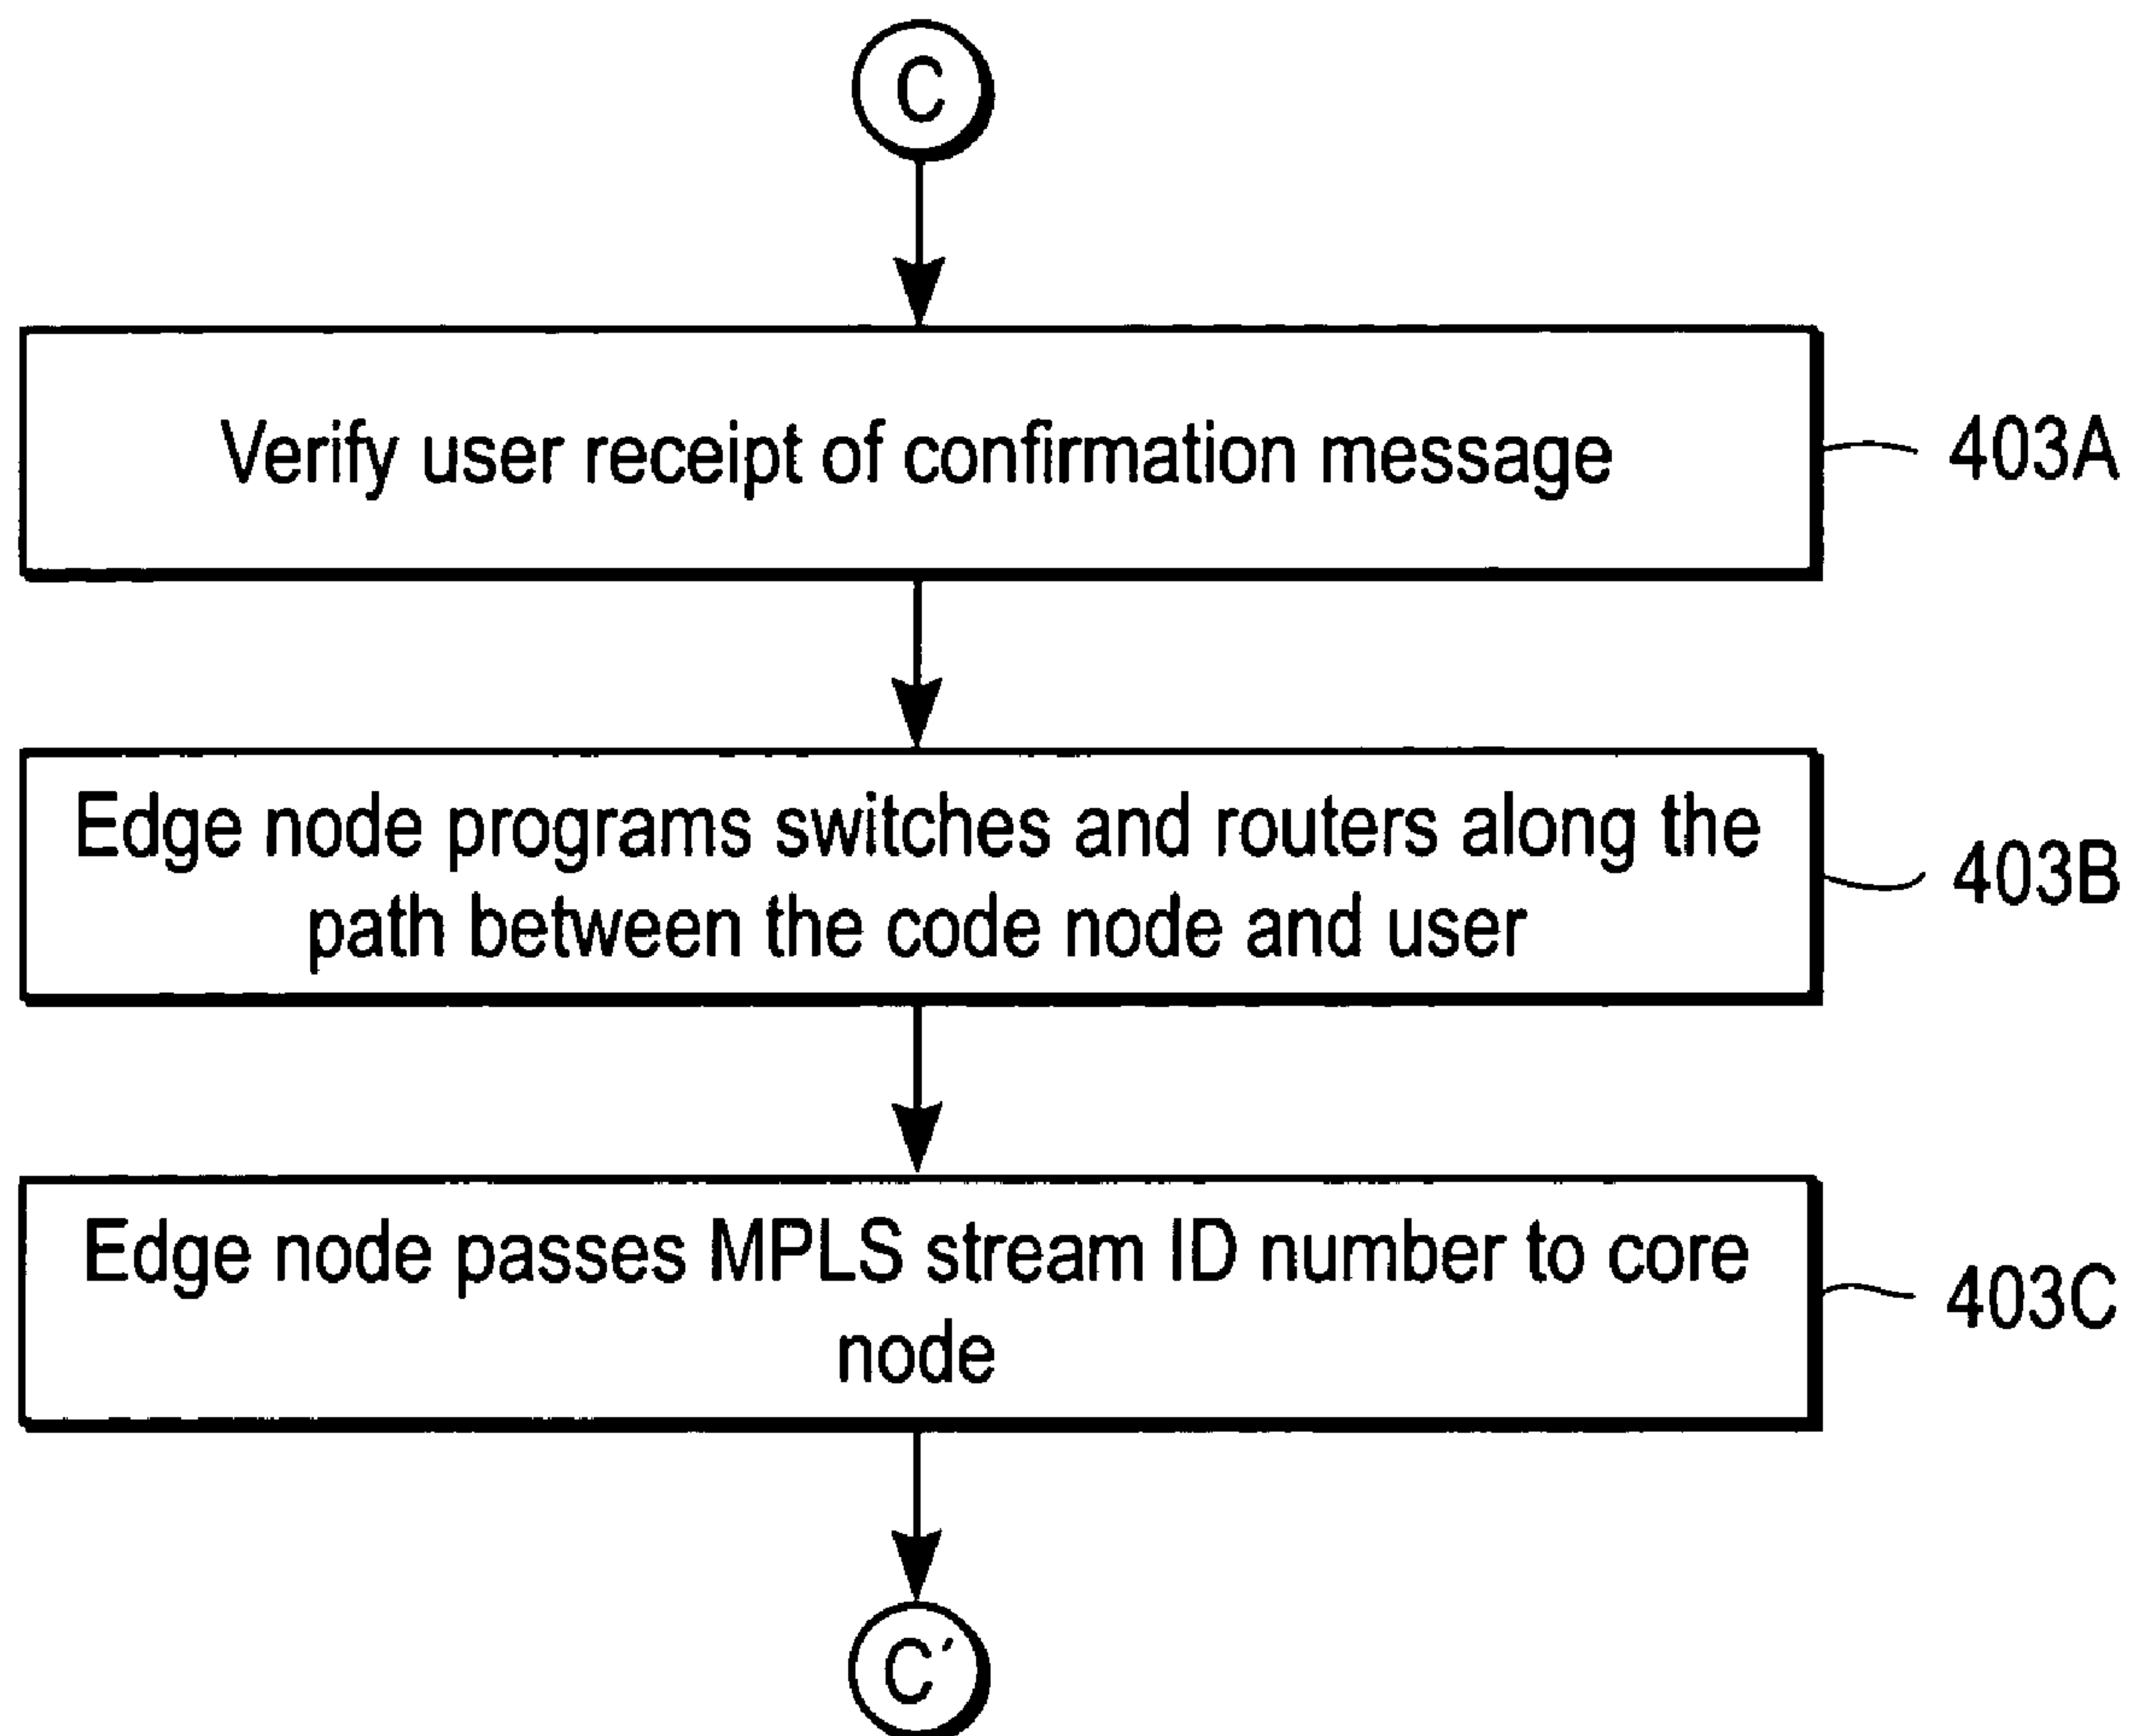 C
Verify user receipt of confirmation message
403A
Edge node programs switches and routers along the
path between the code node and user
403B
Edge node passes MPLS stream ID number to core
node
403C
C´